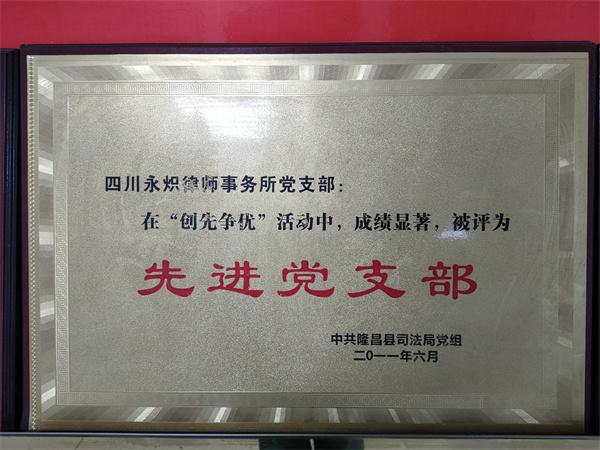 四川永炽律师事务所党支部：
在“创先争优”活动中，成绩显著，被评为
先进党支部
中共隆昌县司法局党组
二0一一年六月